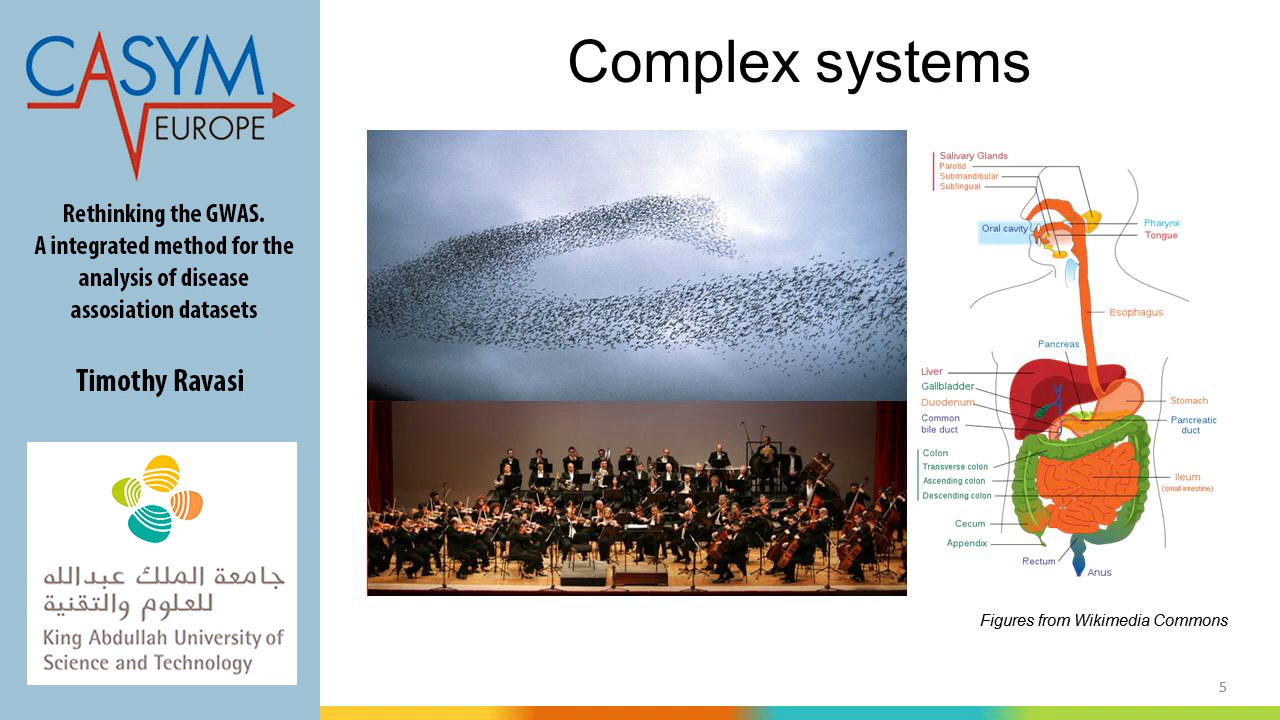 CASYM
EUROPE
Rethinking the GWAS.
A integrated method for the
analysis of disease
assosiation datasets
Timothy Ravasi
جامعة الملك عبدالله
للعلوم والتقنية
King Abdullah University of
Science and Technology
Complex systems
Salivary Glands
Parotid
Submandibular
Sublingual
Oral cavity
Pharynx
Tongue
Esophagus
Pancreas
Liver
Gallbladder
Duodenum
Common
bile duct
Stomach
Pancreatic
duct
Colon
Transverse colon
Ascending colon
Descending colon
Ileum
(small intestine)
Cecum
Appendix
Rectum
Anus
Figures from Wikimedia Commons
5